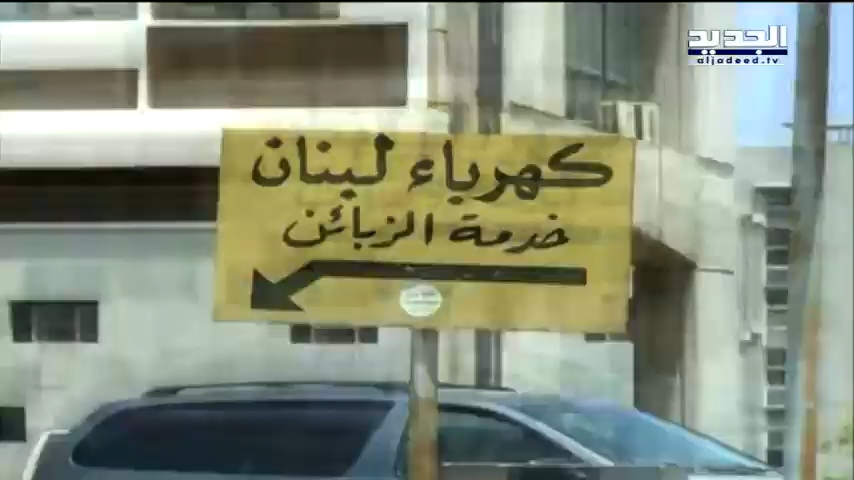 الجديد
aljadeed.tv
كهرباء لبنان
خدمة الزبائن